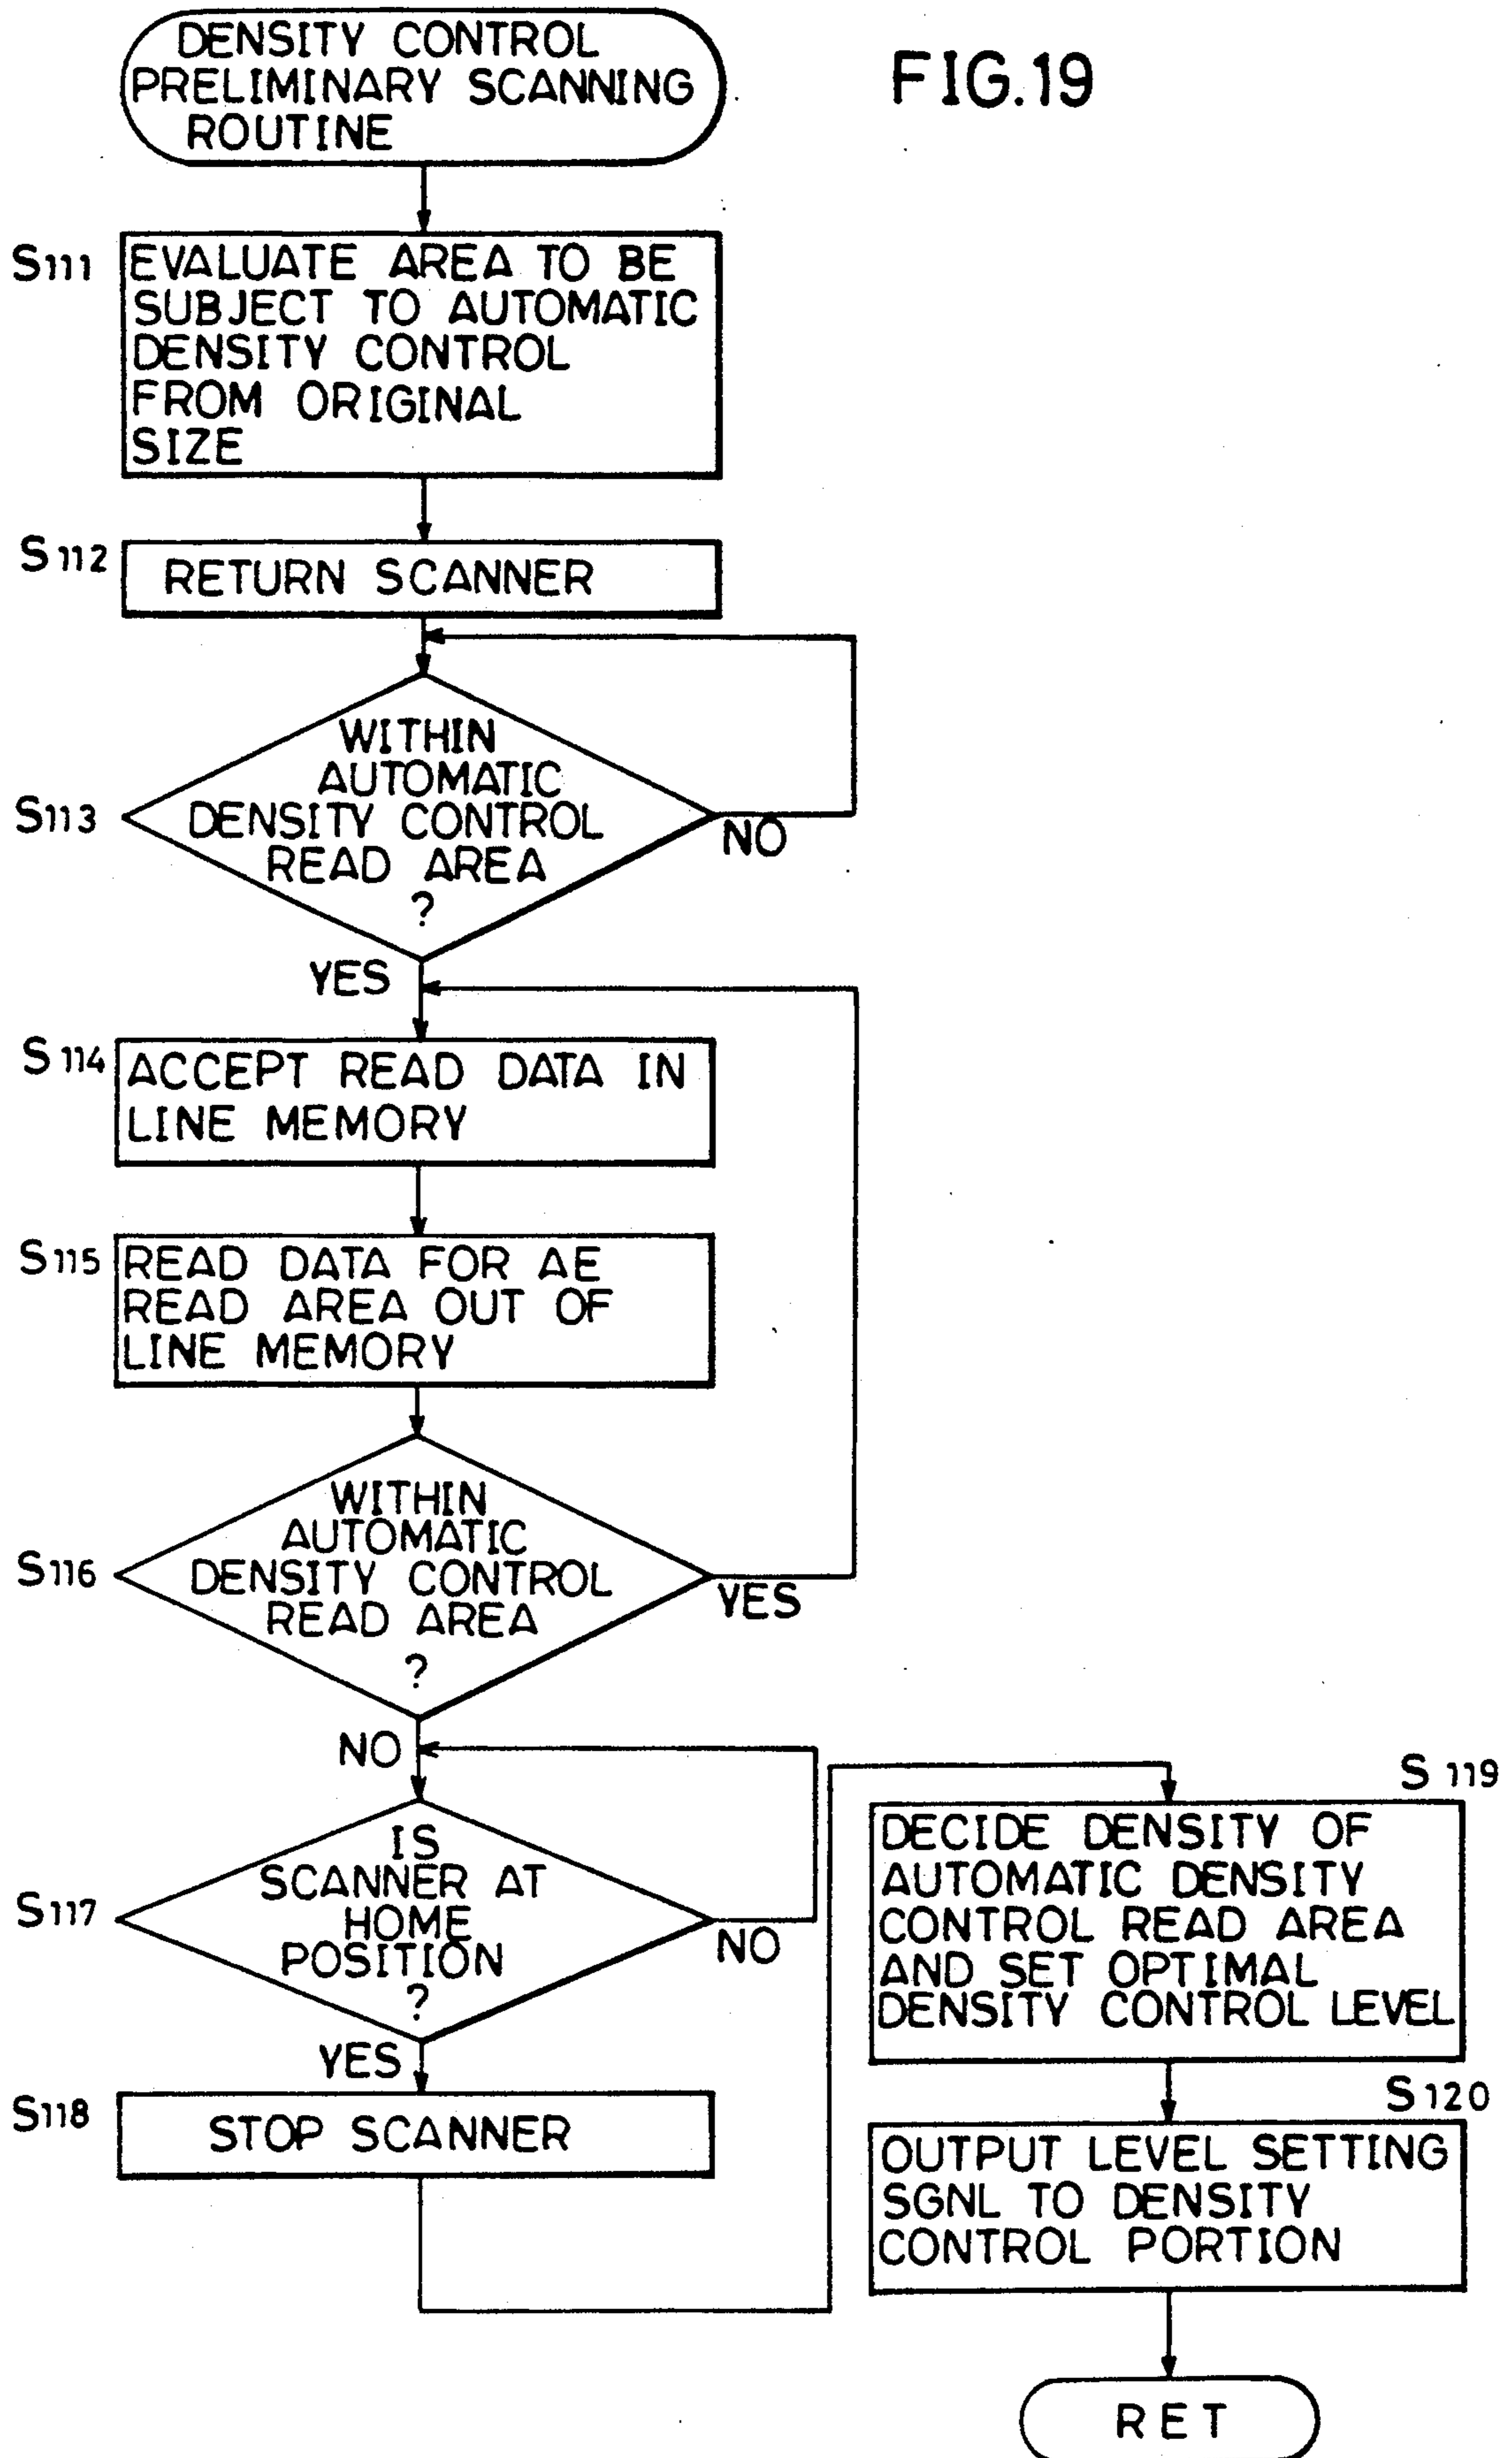 DENSITY CONTROL
PRELIMINARY SCANNING
ROUTINE
FIG.19
S111
EVALUATE AREA TO BE
SUBJECT TO AUTOMATIC
DENSITY CONTROL
FROM ORIGINAL
SIZE
S112
RETURN SCANNER
S113
WITHIN
AUTOMATIC
DENSITY CONTROL
READ AREA
?
NO
YES
S114
ACCEPT READ DATA IN
LINE MEMORY
S115
READ DATA FOR AE
READ AREA OUT OF
LINE MEMORY
S116
WITHIN
AUTOMATIC
DENSITY CONTROL
READ AREA
?
YES
NO
S117
IS
SCANNER AT
HOME
POSITION
?
NO
YES
S118
STOP SCANNER
S119
DECIDE DENSITY OF
AUTOMATIC DENSITY
CONTROL READ AREA
AND SET OPTIMAL
DENSITY CONTROL LEVEL
S120
OUTPUT LEVEL SETTING
SGNL TO DENSITY
CONTROL PORTION
RET